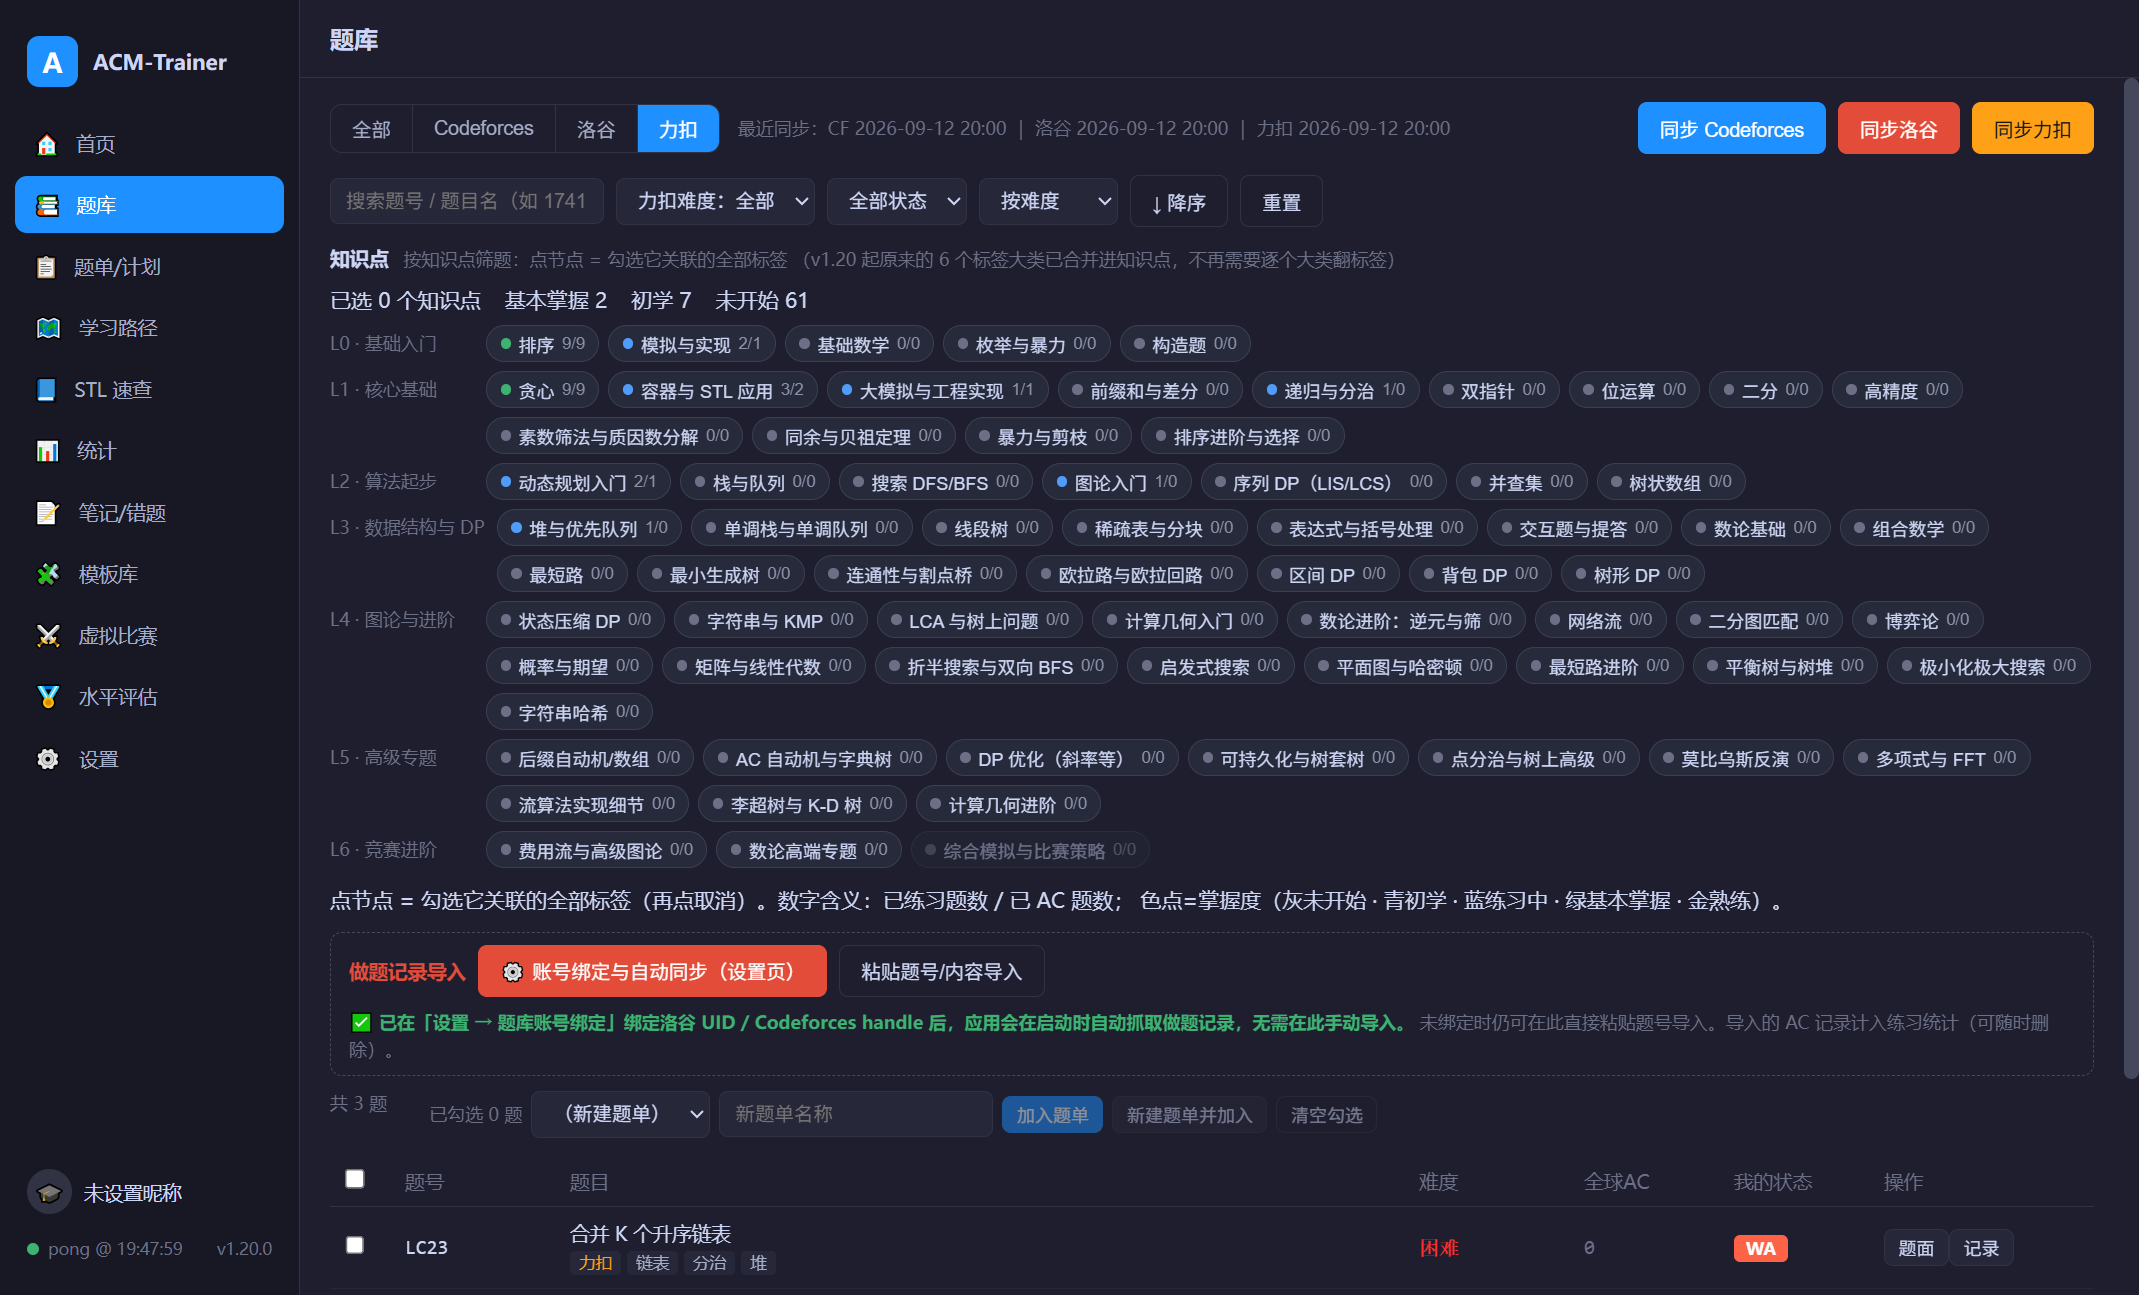 A ACM-Trainer
首页
题库
题单/计划
学习路径
STL 速查
统计
笔记/错题
模板库
虚拟比赛
水平评估
设置
未设置昵称
pong @ 19:47:59 v1.20.0
题库
全部 Codeforces 洛谷 力扣 最近同步：CF 2026-09-12 20:00 | 洛谷 2026-09-12 20:00 | 力扣 2026-09-12 20:00 同步 Codeforces 同步洛谷 同步力扣
搜索题号 / 题目名（如 1741 力扣难度：全部 全部状态 按难度 ↓降序 重置
知识点 按知识点筛题：点节点 = 勾选它关联的全部标签 （v1.20 起原来的 6 个标签大类已合并进知识点，不再需要逐个大类翻标签）
已选 0 个知识点 基本掌握 2 初学 7 未开始 61
L0 · 基础入门 排序 9/9 模拟与实现 2/1 基础数学 0/0 枚举与暴力 0/0 构造题 0/0
L1 · 核心基础 贪心 9/9 容器与 STL 应用 3/2 大模拟与工程实现 1/1 前缀和与差分 0/0 递归与分治 1/0 双指针 0/0 位运算 0/0 二分 0/0 高精度 0/0
素数筛法与质因数分解 0/0 同余与贝祖定理 0/0 暴力与剪枝 0/0 排序进阶与选择 0/0
L2 · 算法起步 动态规划入门 2/1 栈与队列 0/0 搜索 DFS/BFS 0/0 图论入门 1/0 序列 DP（LIS/LCS） 0/0 并查集 0/0 树状数组 0/0
L3 · 数据结构与 DP 堆与优先队列 1/0 单调栈与单调队列 0/0 线段树 0/0 稀疏表与分块 0/0 表达式与括号处理 0/0 交互题与提答 0/0 数论基础 0/0 组合数学 0/0
最短路 0/0 最小生成树 0/0 连通性与割点桥 0/0 欧拉路与欧拉回路 0/0 区间 DP 0/0 背包 DP 0/0 树形 DP 0/0
L4 · 图论与进阶 状态压缩 DP 0/0 字符串与 KMP 0/0 LCA 与树上问题 0/0 计算几何入门 0/0 数论进阶：逆元与筛 0/0 网络流 0/0 二分图匹配 0/0 博弈论 0/0
概率与期望 0/0 矩阵与线性代数 0/0 折半搜索与双向 BFS 0/0 启发式搜索 0/0 平面图与哈密顿 0/0 最短路进阶 0/0 平衡树与树堆 0/0 极小化极大搜索 0/0
字符串哈希 0/0
L5 · 高级专题 后缀自动机/数组 0/0 AC 自动机与字典树 0/0 DP 优化（斜率等） 0/0 可持久化与树套树 0/0 点分治与树上高级 0/0 莫比乌斯反演 0/0 多项式与 FFT 0/0
流算法实现细节 0/0 李超树与 K-D 树 0/0 计算几何进阶 0/0
L6 · 竞赛进阶 费用流与高级图论 0/0 数论高端专题 0/0 综合模拟与比赛策略 0/0
点节点 = 勾选它关联的全部标签（再点取消）。数字含义：已练习题数 / 已 AC 题数； 色点=掌握度（灰未开始 · 青初学 · 蓝练习中 · 绿基本掌握 · 金熟练）。
做题记录导入 账号绑定与自动同步（设置页） 粘贴题号/内容导入
已在「设置 → 题库账号绑定」绑定洛谷 UID / Codeforces handle 后，应用会在启动时自动抓取做题记录，无需在此手动导入。 未绑定时仍可在此直接粘贴题号导入。导入的 AC 记录计入练习统计（可随时删
除）。
共 3 题 已勾选 0 题 （新建题单） 新题单名称 加入题单 新建题单并加入 清空勾选
题号 题目 难度 全球AC 我的状态 操作
LC23 合并 K 个升序链表 困难 0 WA 题面 记录
力扣 链表 分治 堆